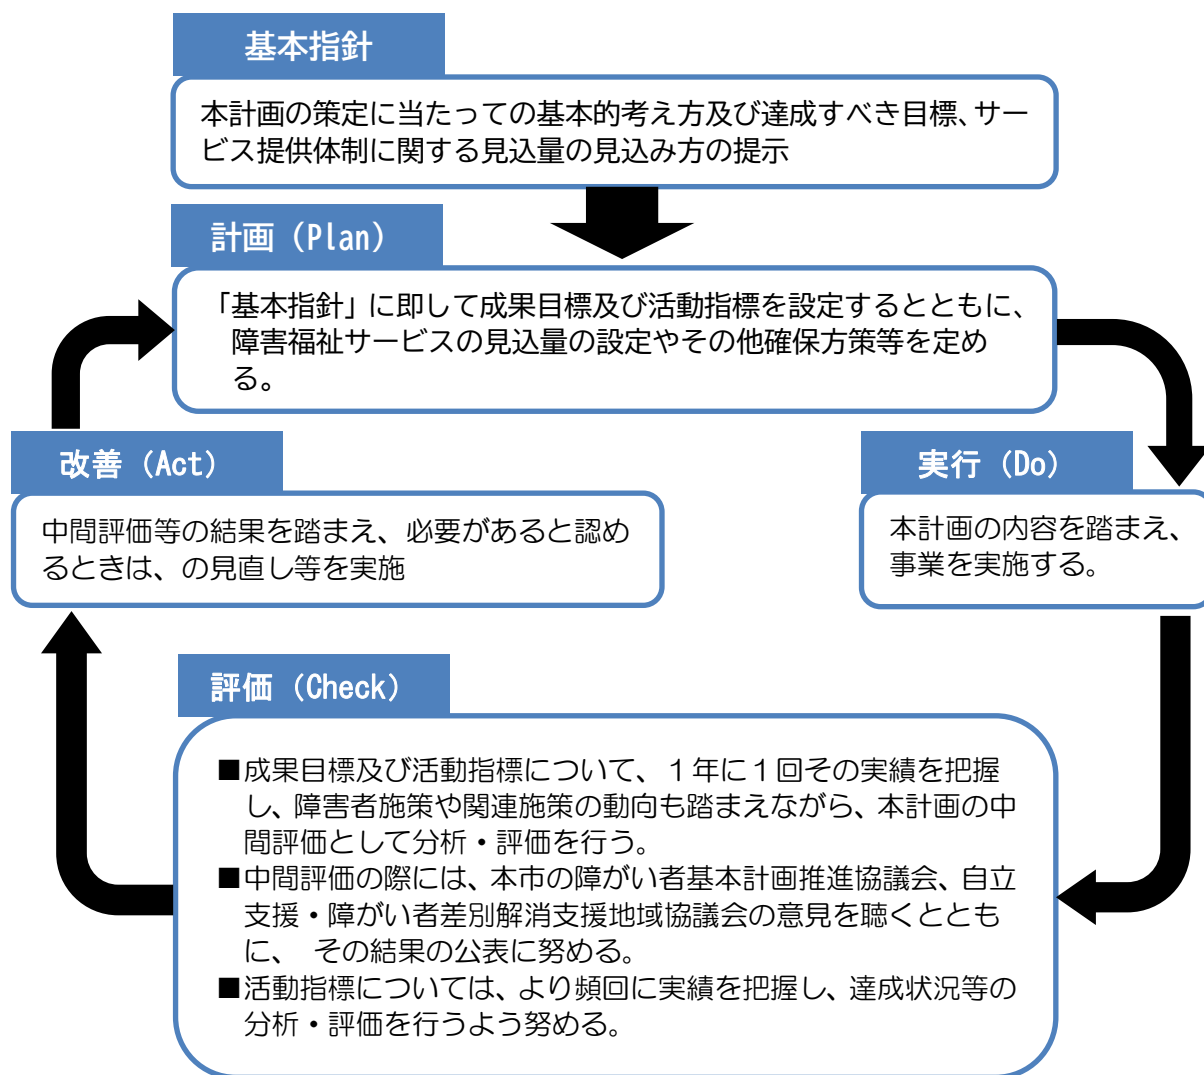 基本指針
本計画の策定に当たっての基本的考え方及び達成すべき目標、サー
ビス提供体制に関する見込量の見込み方の提示
計画（Plan）
「基本指針」に即して成果目標及び活動指標を設定するとともに、
障害福祉サービスの見込量の設定やその他確保方策等を定め
る。
改善（Act）
中間評価等の結果を踏まえ、必要があると認め
るときは、の見直し等を実施
実行（Do）
本計画の内容を踏まえ、
事業を実施する。
評価（Check）
■成果目標及び活動指標について、１年に１回その実績を把握
し、障害者施策や関連施策の動向も踏まえながら、本計画の中
間評価として分析・評価を行う。
■中間評価の際には、本市の障がい者基本計画推進協議会、自立
支援・障がい者差別解消支援地域協議会の意見を聴くととも
に、　その結果の公表に努める。
■活動指標については、より頻回に実績を把握し、達成状況等の
分析・評価を行うよう努める。